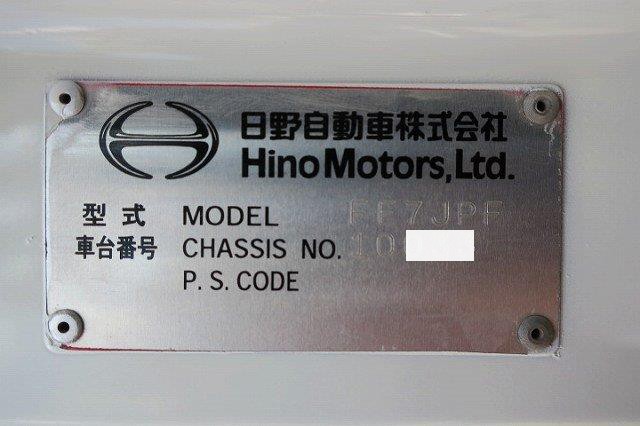 日野自動車株式会社
Hino Motors, Ltd.
型式 MODEL FE7JPF
車台番号 CHASSIS NO. 10
P. S. CODE